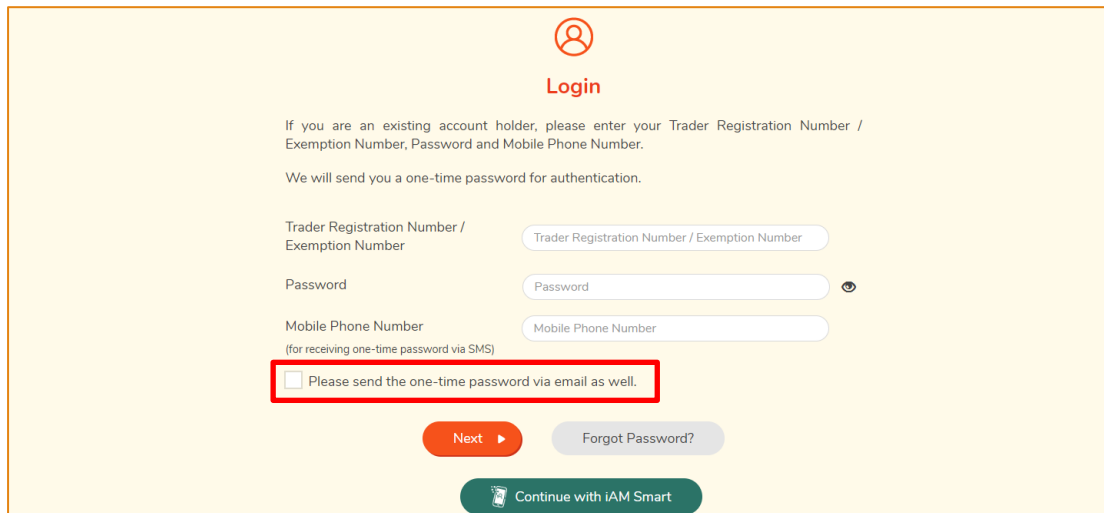 Login
If you are an existing account holder, please enter your Trader Registration Number /
Exemption Number, Password and Mobile Phone Number.
We will send you a one-time password for authentication.
Trader Registration Number /
Exemption Number
Trader Registration Number / Exemption Number
Password
Password
Mobile Phone Number
Mobile Phone Number
(for receiving one-time password via SMS)
Please send the one-time password via email as well.
Next
Forgot Password?
Continue with iAM Smart